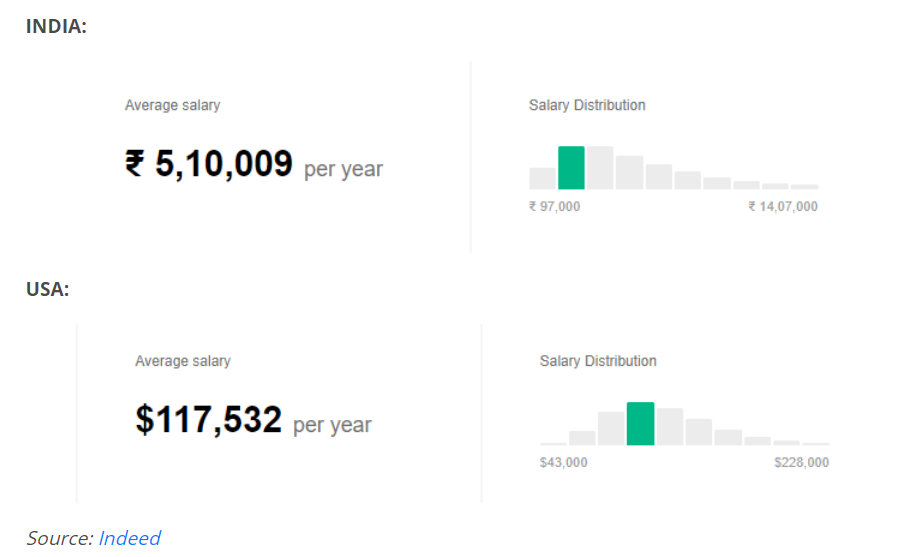 INDIA:
Average salary
₹ 5,10,009 per year
Salary Distribution
₹ 97,000
₹ 14,07,000
USA:
Average salary
$117,532 per year
Salary Distribution
$43,000
$228,000
Source: Indeed